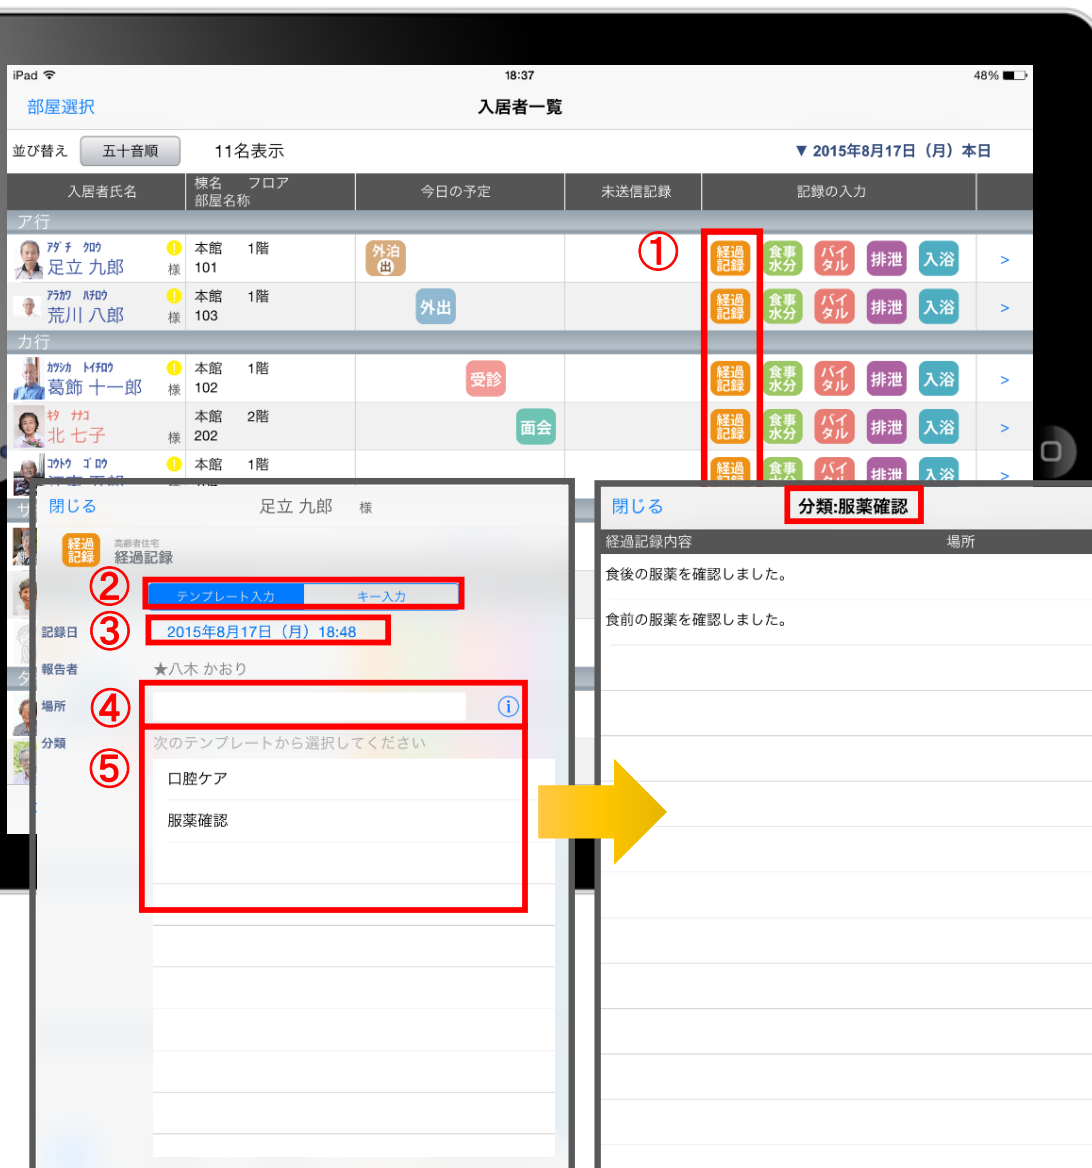 iPad 18:37 48%
部屋選択 入居者一覧
並び替え 五十音順 11名表示 ▼ 2015年8月17日（月）本日
入居者氏名 棟名 フロア 部屋名称 今日の予定 未送信記録 記録の入力
ア行
ｱﾀﾞﾁ ｸﾛｳ
足立 九郎 様 本館 1階 101 外泊 出 ① 経過記録 食事水分 バイタル 排泄 入浴 >
ｱﾗｶﾜ ﾊﾁﾛｳ
荒川 八郎 様 本館 1階 103 外出 経過記録 食事水分 バイタル 排泄 入浴 >
カ行
ｶﾂｼｶ ﾄｲﾁﾛｳ
葛飾 十一郎 様 本館 1階 102 受診 経過記録 食事水分 バイタル 排泄 入浴 >
ｷﾀ ﾅﾅｺ
北 七子 様 本館 2階 202 面会 経過記録 食事水分 バイタル 排泄 入浴 >
ｺｳﾄｳ ｺﾞﾛｳ
本館 1階 経過記録 食事水分 バイタル 排泄 入浴 >
閉じる 足立 九郎 様
経過記録 高齢者住宅
経過記録
② テンプレート入力 キー入力
記録日 ③ 2015年8月17日（月）18:48
報告者 ★八木 かおり
場所 ④
分類 次のテンプレートから選択してください
⑤ 口腔ケア
服薬確認
閉じる 分類:服薬確認
経過記録内容 場所
食後の服薬を確認しました。
食前の服薬を確認しました。